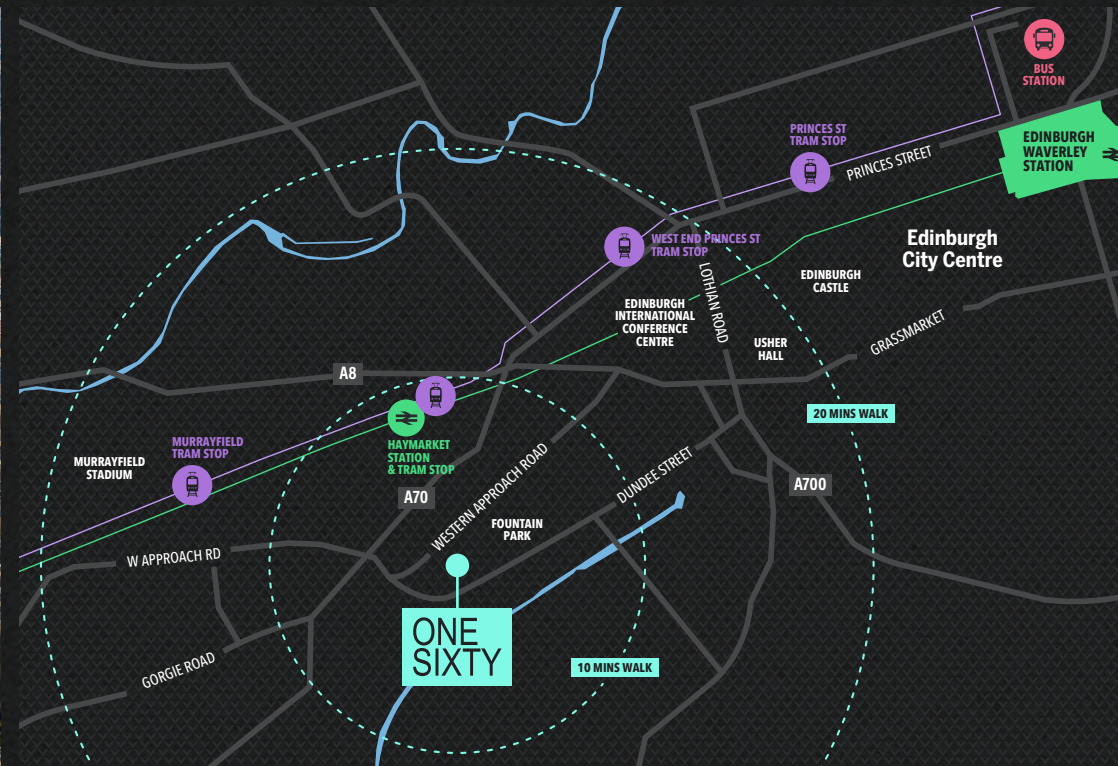 BUS
STATION
PRINCES ST
TRAM STOP
EDINBURGH
WAVERLEY
STATION
PRINCES STREET
WEST END PRINCES ST
TRAM STOP
Edinburgh
City Centre
LOTHIAN ROAD
EDINBURGH
CASTLE
EDINBURGH
INTERNATIONAL
CONFERENCE
CENTRE
USHER
HALL
GRASSMARKET
A8
20 MINS WALK
MURRAYFIELD
TRAM STOP
HAYMARKET
STATION
& TRAM STOP
MURRAYFIELD
STADIUM
A70
WESTERN APPROACH ROAD
DUNDEE STREET
A700
FOUNTAIN
PARK
W APPROACH RD
ONE
SIXTY
GORGIE ROAD
10 MINS WALK